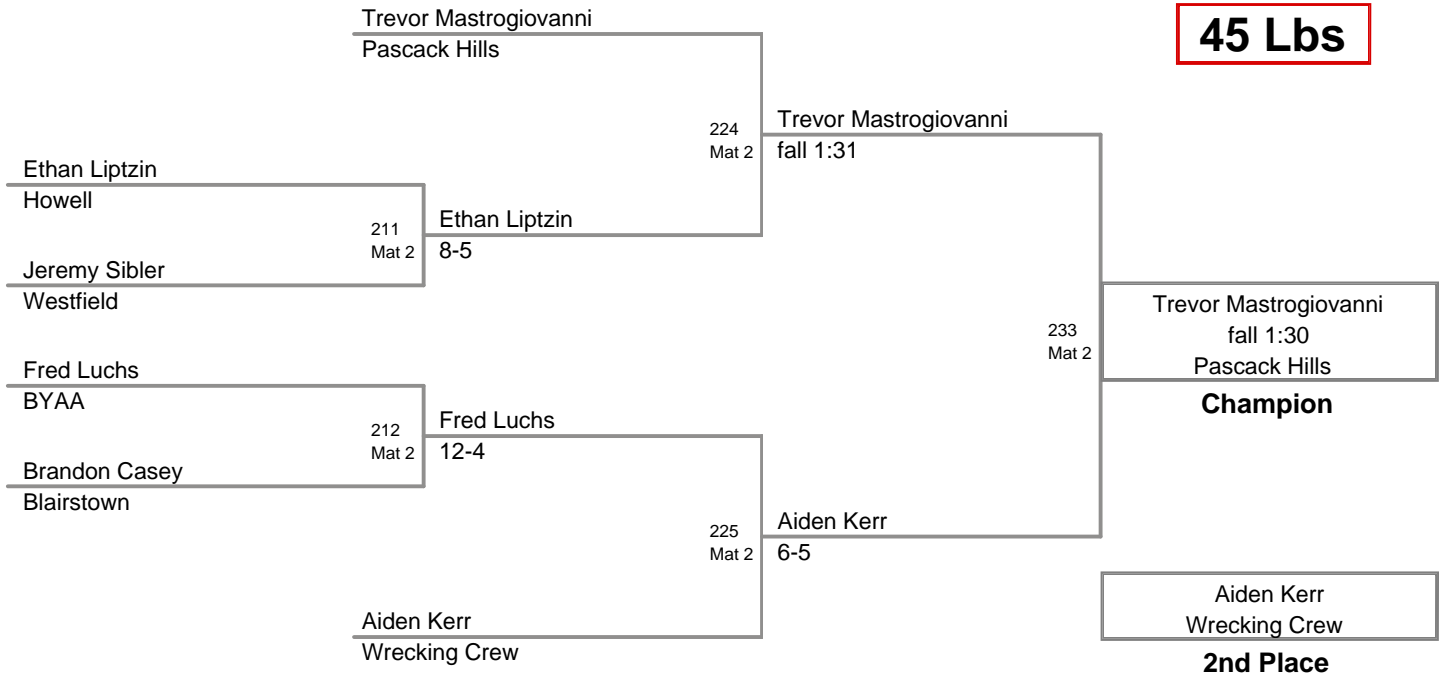 45 Lbs
Trevor Mastrogiovanni
Pascack Hills
Ethan Liptzin
Howell
Jeremy Sibler
Westfield
Fred Luchs
BYAA
Brandon Casey
Blairstown
Aiden Kerr
Wrecking Crew
211
Mat 2
Ethan Liptzin
8-5
212
Mat 2
Fred Luchs
12-4
224
Mat 2
Trevor Mastrogiovanni
fall 1:31
225
Mat 2
Aiden Kerr
6-5
233
Mat 2
Trevor Mastrogiovanni
fall 1:30
Pascack Hills
Champion
Aiden Kerr
Wrecking Crew
2nd Place